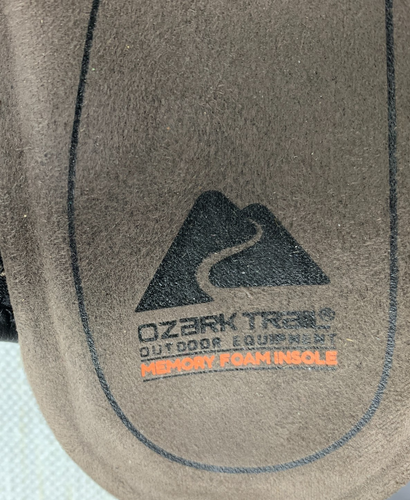 OZARK TRAIL®
OUTDOOR EQUIPMENT
MEMORY FOAM INSOLE